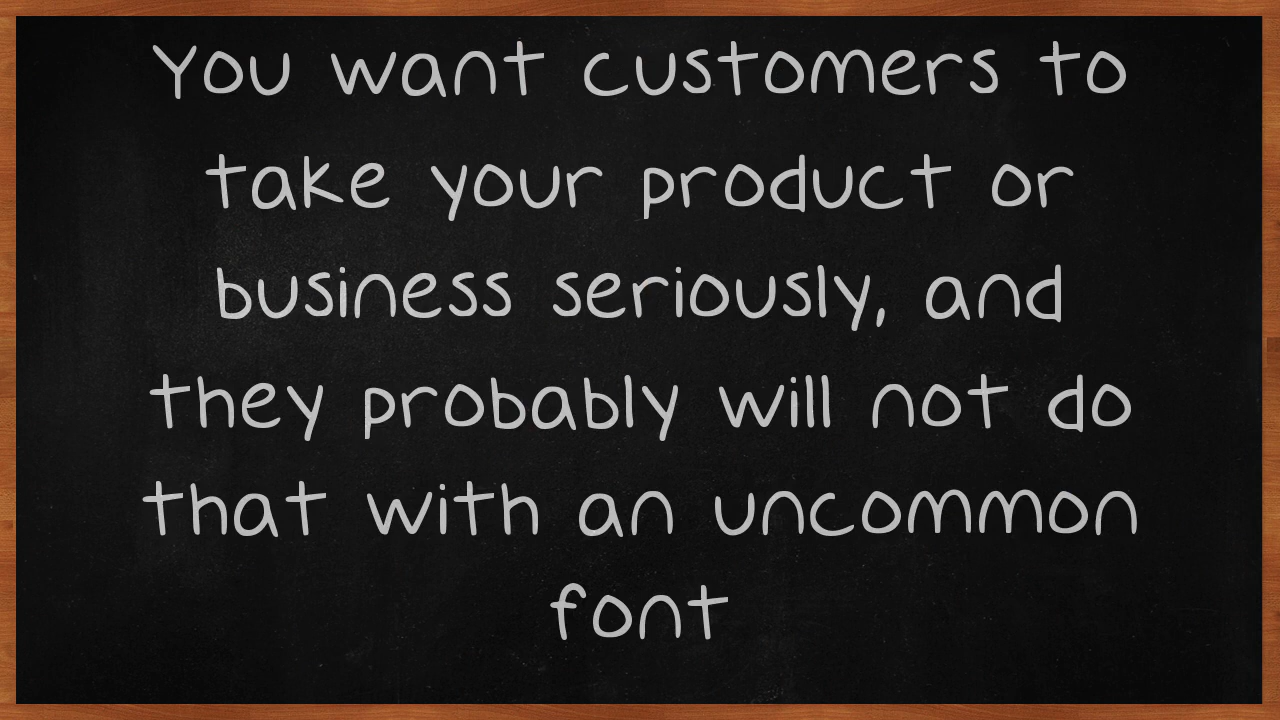 You want customers to
take your product or
business seriously, and
they probably will not do
that with an uncommon
font